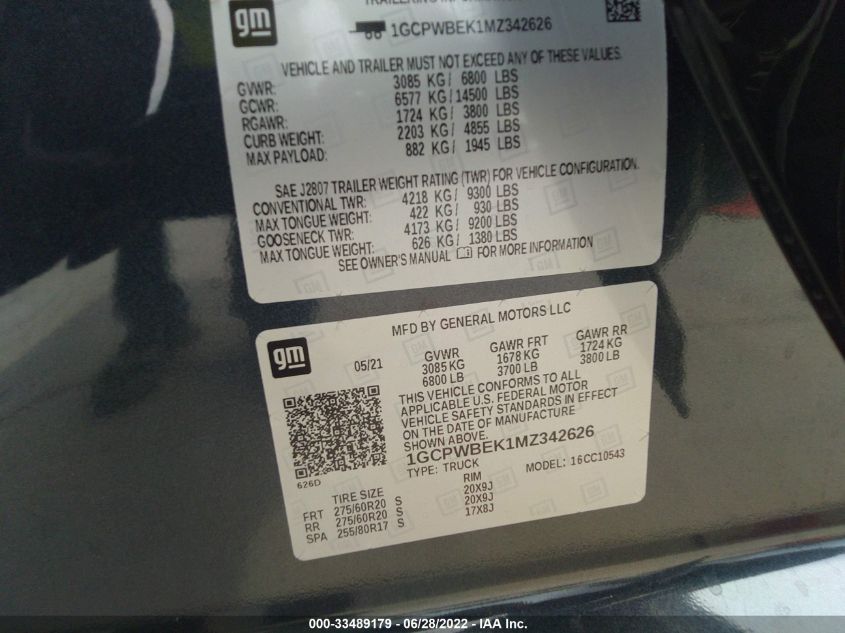 gm
1GCPWBEK1MZ342626
VEHICLE AND TRAILER MUST NOT EXCEED ANY OF THESE VALUES.
GVWR: 3085 KG/ 6800 LBS
GCWR: 6577 KG/14500 LBS
RGAWR: 1724 KG/ 3800 LBS
CURB WEIGHT: 2203 KG/ 4855 LBS
MAX PAYLOAD: 882 KG/ 1945 LBS
SAE J2807 TRAILER WEIGHT RATING (TWR) FOR VEHICLE CONFIGURATION.
CONVENTIONAL TWR: 4218 KG/ 9300 LBS
MAX TONGUE WEIGHT: 422 KG/ 930 LBS
GOOSENECK TWR: 4173 KG/ 9200 LBS
MAX TONGUE WEIGHT: 626 KG/ 1380 LBS
SEE OWNER'S MANUAL FOR MORE INFORMATION
MFD BY GENERAL MOTORS LLC
gm
05/21
GVWR GAWR FRT GAWR RR
3085 KG 1678 KG 1724 KG
6800 LB 3700 LB 3800 LB
THIS VEHICLE CONFORMS TO ALL
APPLICABLE U.S. FEDERAL MOTOR
VEHICLE SAFETY STANDARDS IN EFFECT
ON THE DATE OF MANUFACTURE
SHOWN ABOVE.
1GCPWBEK1MZ342626
TYPE: TRUCK MODEL: 16CC10543
626D
TIRE SIZE RIM
FRT 275/60R20 S 20X9J
RR 275/60R20 S 20X9J
SPA 255/80R17 S 17X8J
000-33489179 - 06/28/2022 - IAA Inc.